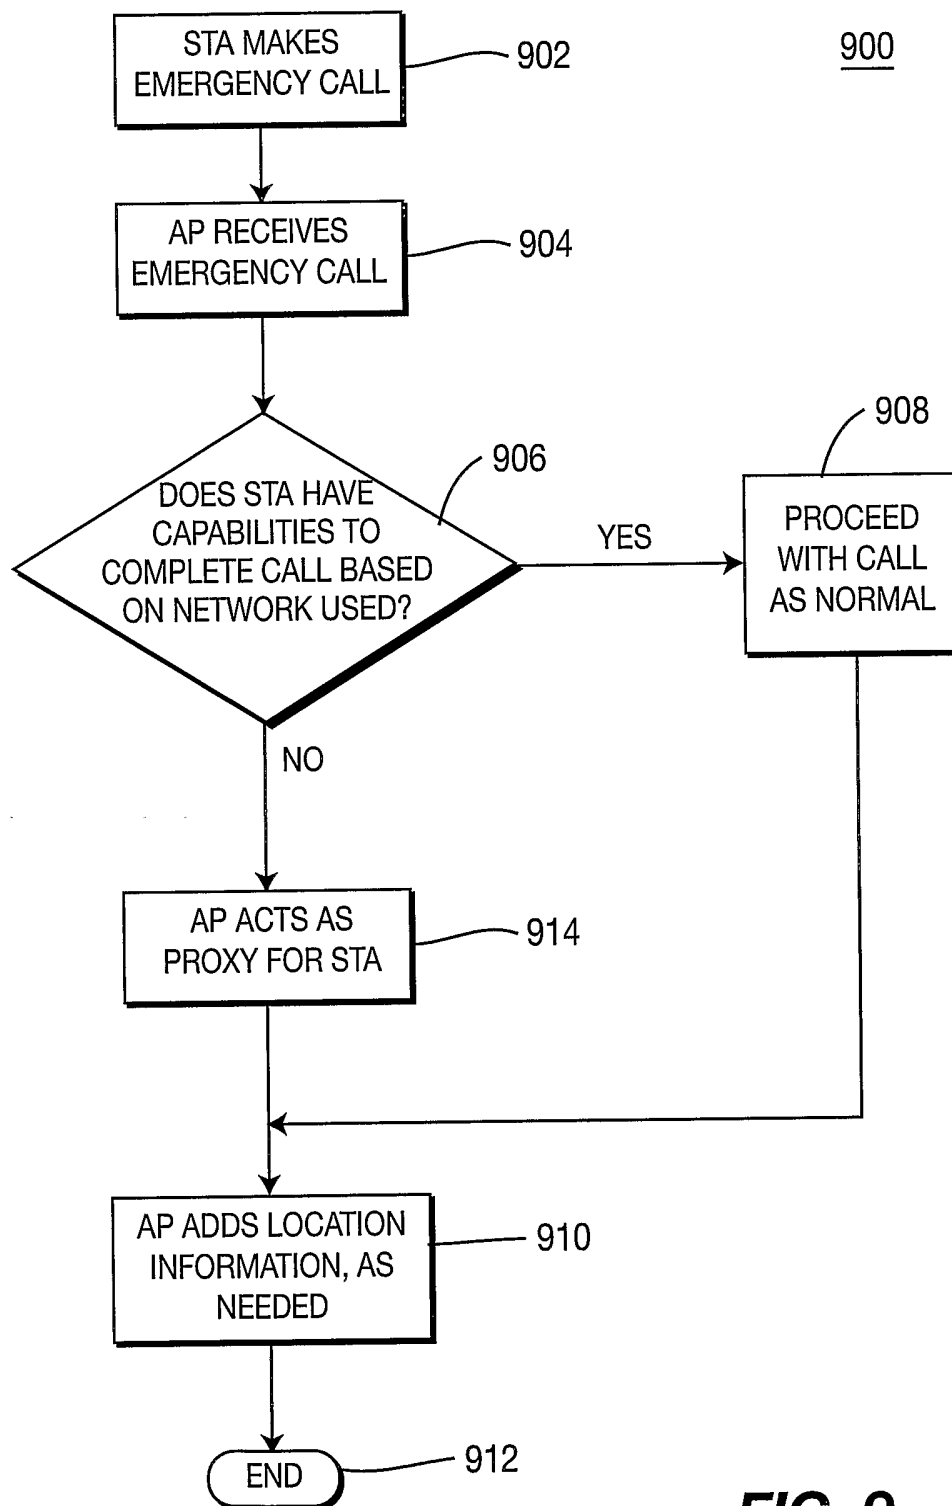 900
STA MAKES
EMERGENCY CALL
902
AP RECEIVES
EMERGENCY CALL
904
906
DOES STA HAVE
CAPABILITIES TO
COMPLETE CALL BASED
ON NETWORK USED?
YES
908
PROCEED
WITH CALL
AS NORMAL
NO
AP ACTS AS
PROXY FOR STA
914
AP ADDS LOCATION
INFORMATION, AS
NEEDED
910
END
912
FIG. 9